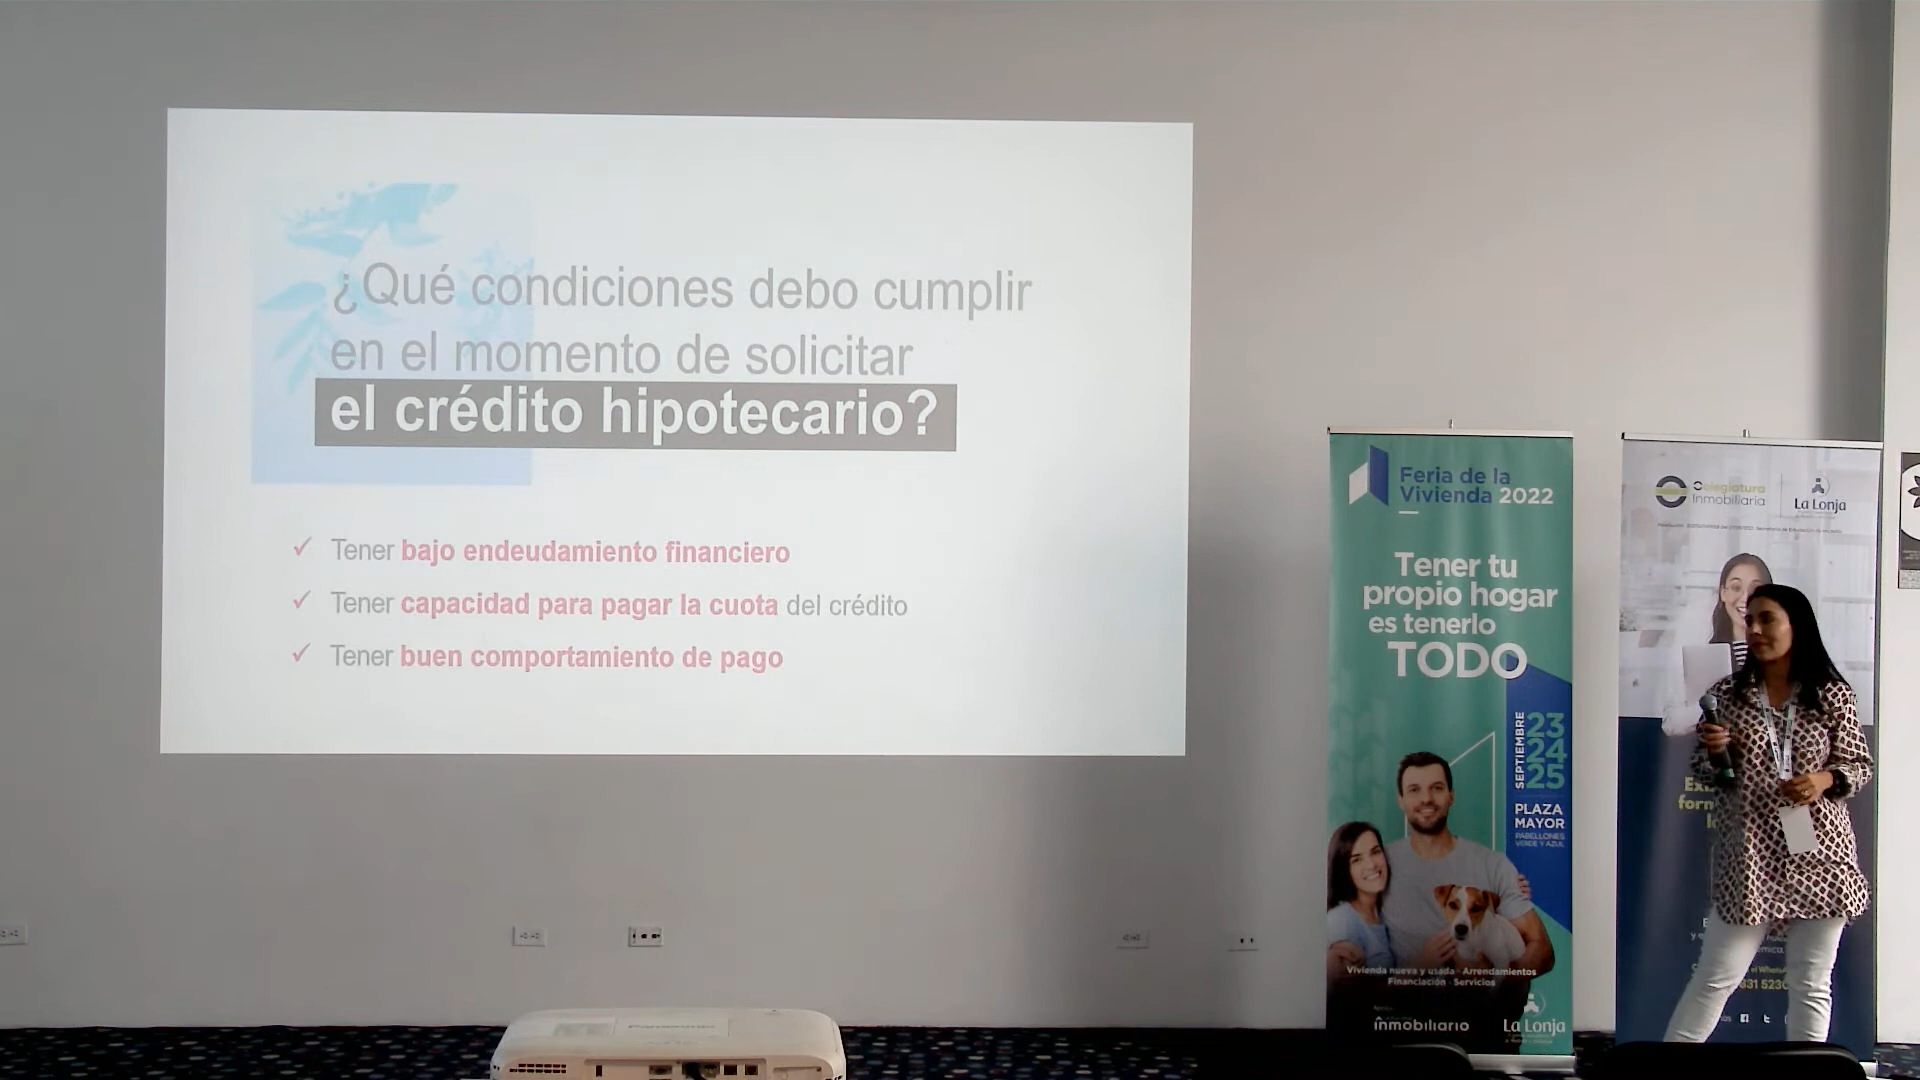 ¿Qué condiciones debo cumplir
en el momento de solicitar
el crédito hipotecario?
✓ Tener bajo endeudamiento financiero
✓ Tener capacidad para pagar la cuota del crédito
✓ Tener buen comportamiento de pago
Feria de la
Vivienda 2022
Tener tu
propio hogar
es tenerlo
TODO
SEPTIEMBRE
23
24
25
PLAZA
MAYOR
PABELLONES
VERDE Y AZUL
Vivienda nueva y usada - Arrendamientos
Financiación - Servicios
inmobiliario
La Lonja
Colegiatura
Inmobiliaria
La Lonja